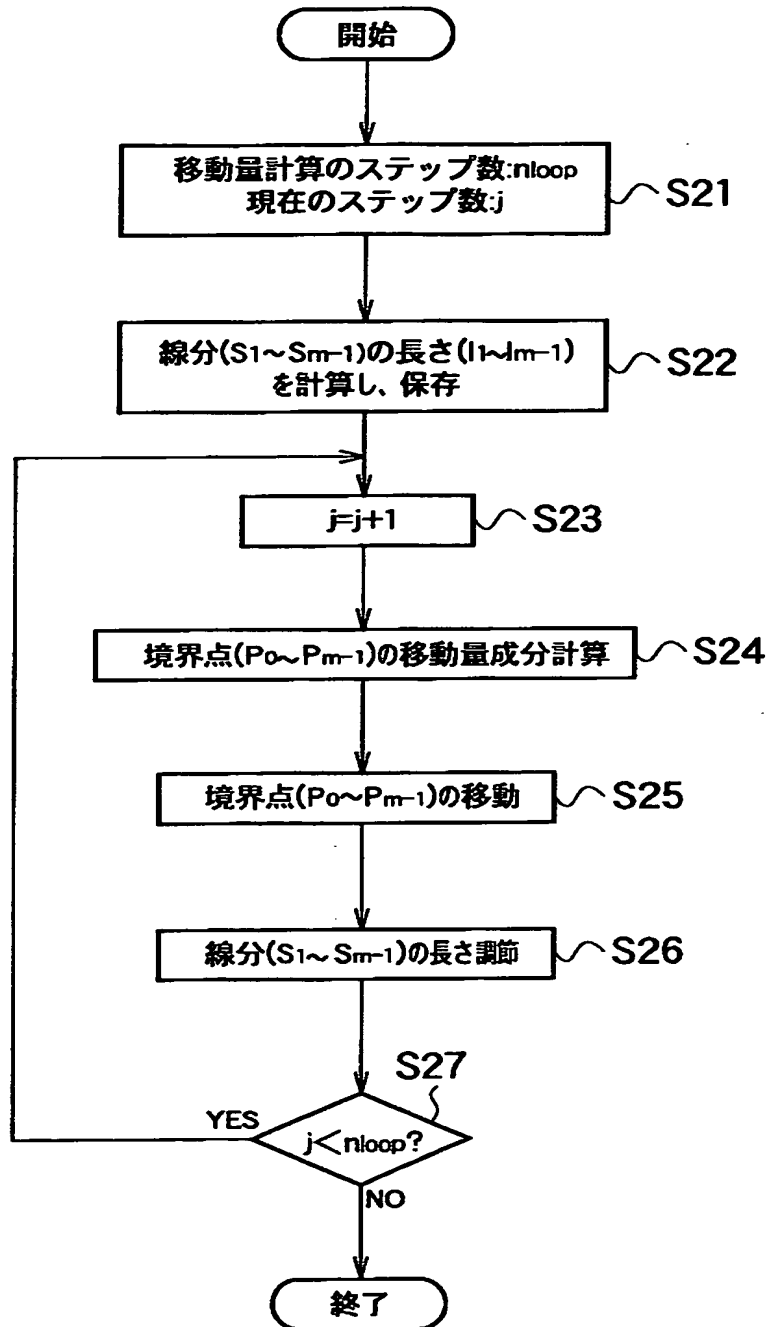 開始
移動量計算のステップ数:nloop
現在のステップ数:j
S21
線分(S1~Sm-1)の長さ(l1~lm-1)
を計算し、保存
S22
j=j+1
S23
境界点(P0~Pm-1)の移動量成分計算
S24
境界点(P0~Pm-1)の移動
S25
線分(S1~Sm-1)の長さ調節
S26
S27
YES
j<nloop?
NO
終了